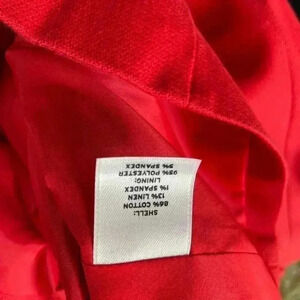 SHELL:
86% COTTON
13% LINEN
1% SPANDEX
LINING:
95% POLYESTER
5% SPANDEX